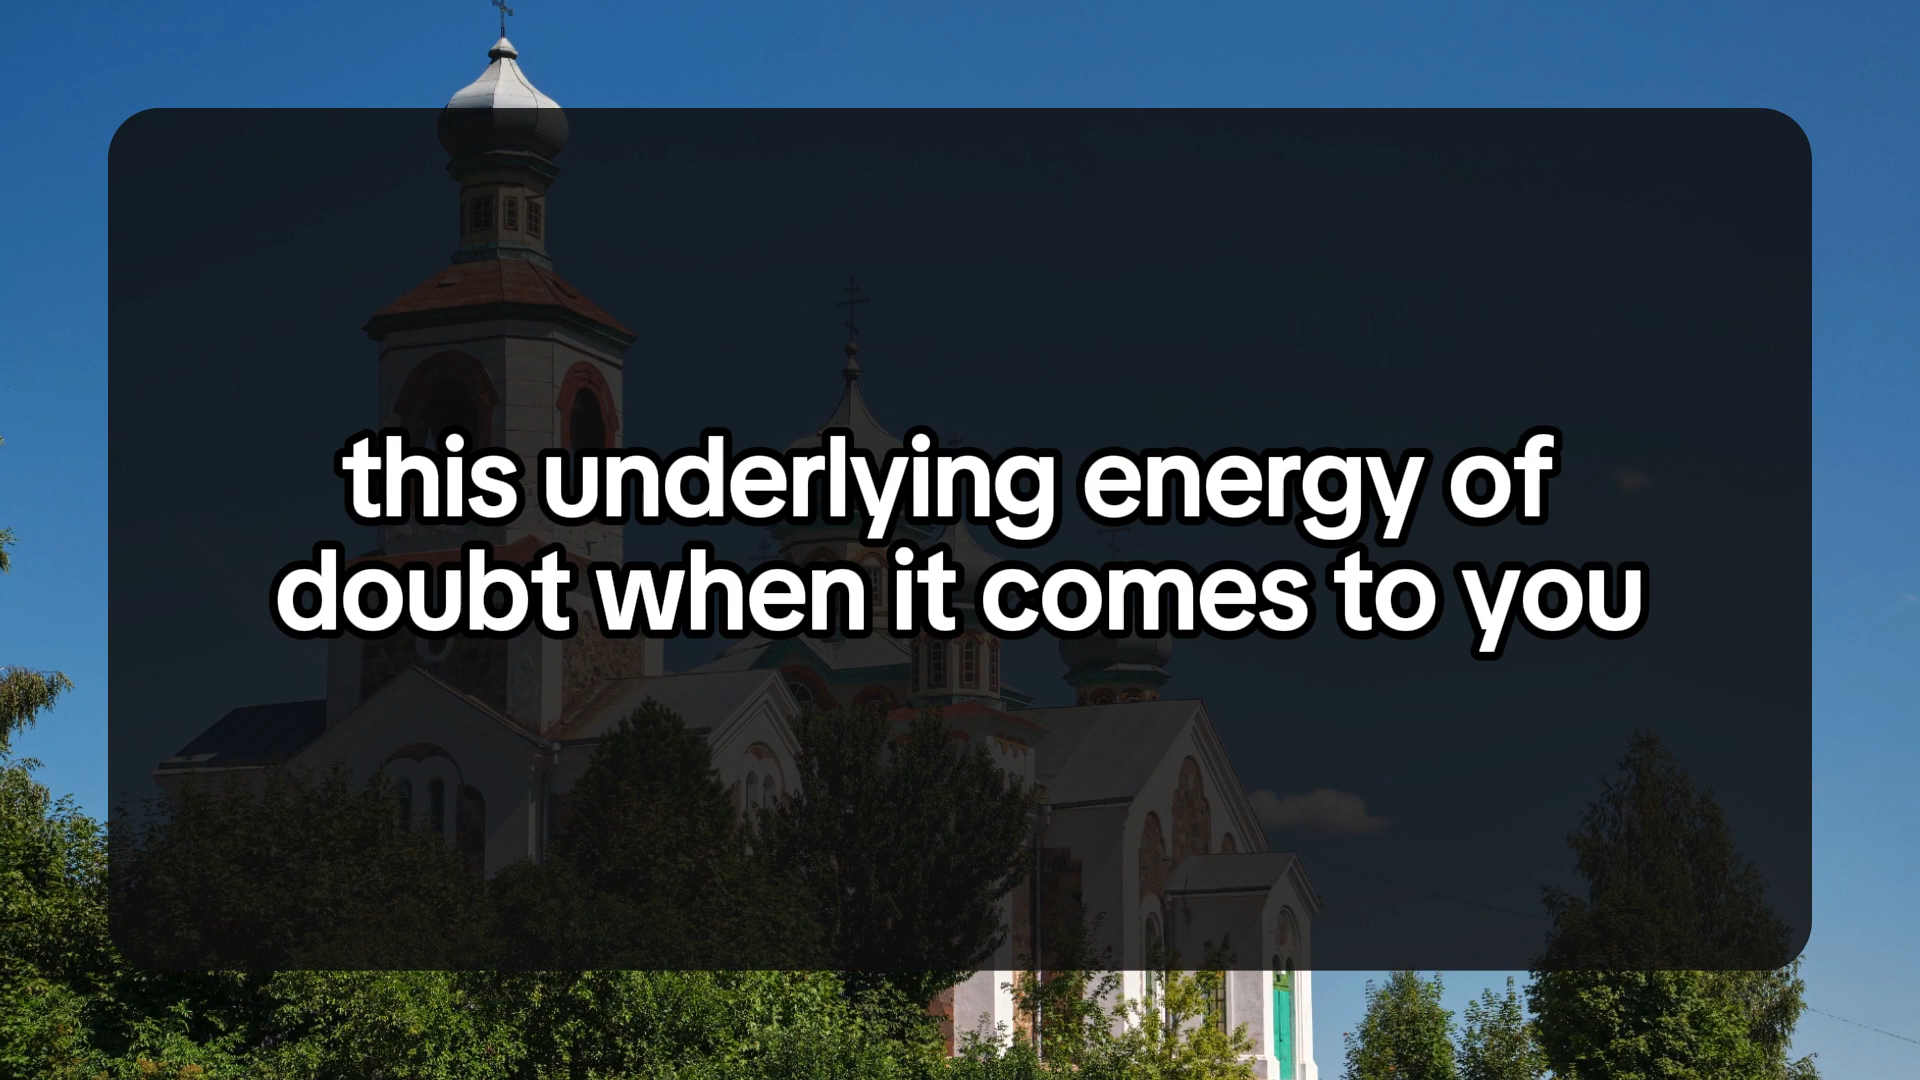 this underlying energy of
doubt when it comes to you